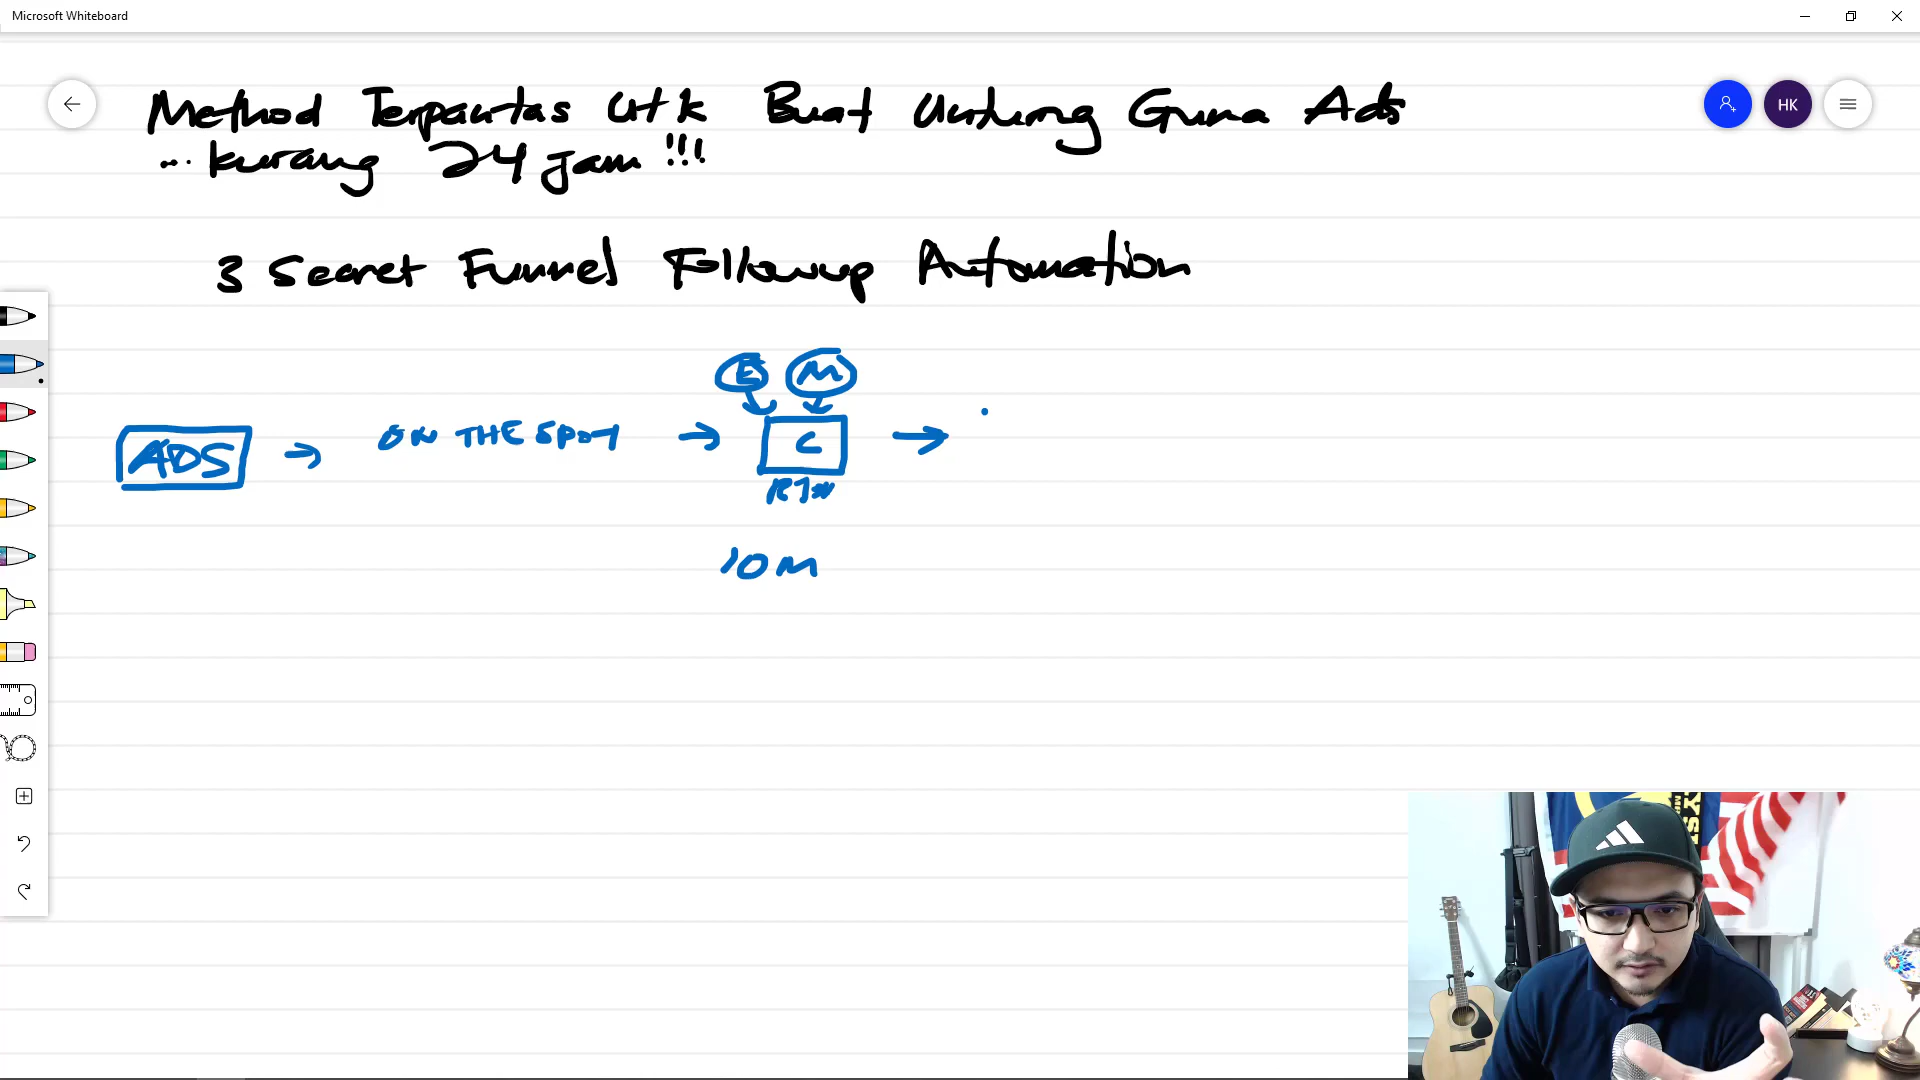 Microsoft Whiteboard
Method Terpantas Utk Buat Untung Guna Ads
... kurang 24 jam !!!
HK
3 Secret Funnel Followup Automation
E M
ADS → ON THE SPOT → C →
10 M